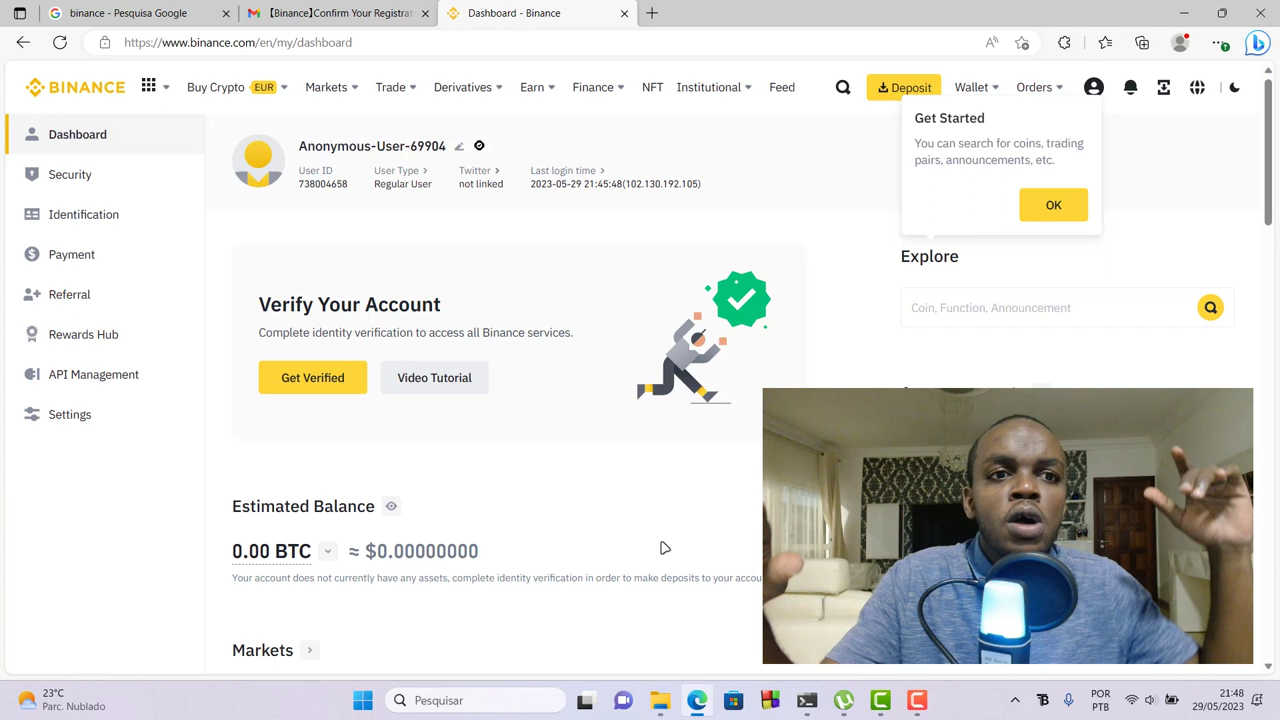 binance - Pesquisa Google
【Binance】Confirm Your Registrat
Dashboard - Binance
https://www.binance.com/en/my/dashboard
BINANCE
Buy Crypto EUR
Markets
Trade
Derivatives
Earn
Finance
NFT
Institutional
Feed
Deposit
Wallet
Orders
Dashboard
Security
Identification
Payment
Referral
Rewards Hub
API Management
Settings
Anonymous-User-69904
User ID
738004658
User Type
Regular User
Twitter
not linked
Last login time
2023-05-29 21:45:48(102.130.192.105)
Get Started
You can search for coins, trading
pairs, announcements, etc.
OK
Verify Your Account
Complete identity verification to access all Binance services.
Get Verified
Video Tutorial
Explore
Coin, Function, Announcement
Estimated Balance
0.00 BTC ≈ $0.00000000
Your account does not currently have any assets, complete identity verification in order to make deposits to your accou
Markets
23°C
Parc. Nublado
Pesquisar
POR
PTB
21:48
29/05/2023